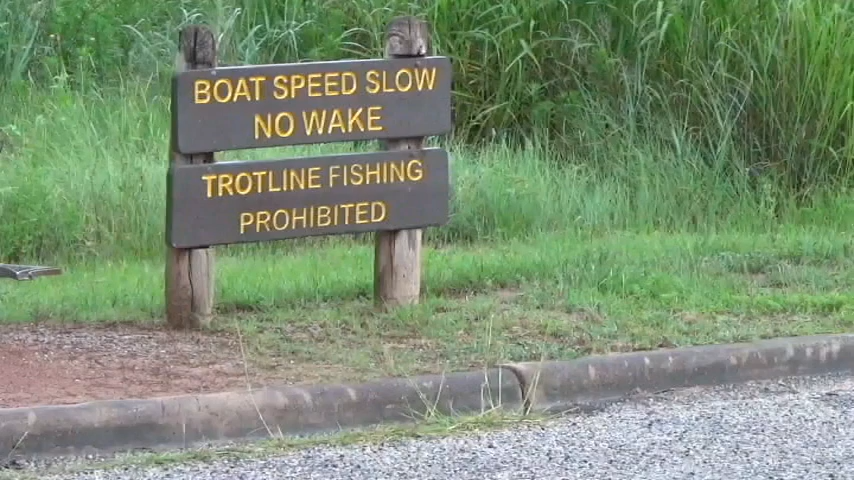 BOAT SPEED SLOW
NO WAKE
TROTLINE FISHING
PROHIBITED